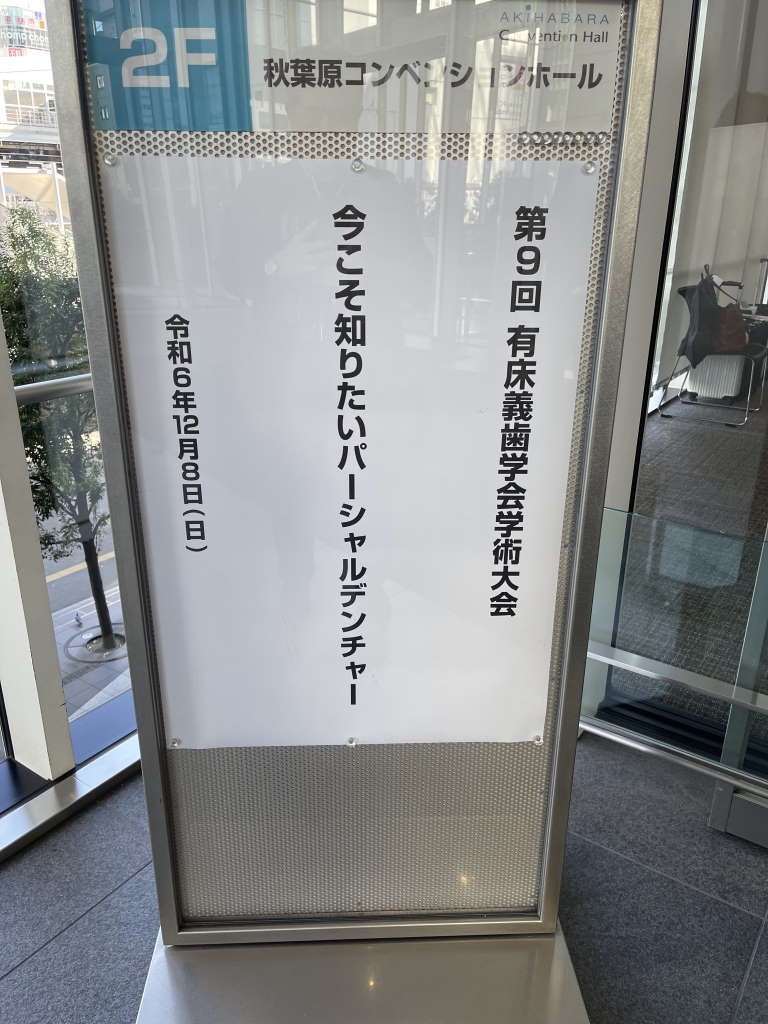 2F
AKIHABARA
Convention Hall
秋葉原コンベンションホール
第9回 有床義歯学会学術大会
今こそ知りたいパーシャルデンチャー
令和6年12月8日(日)